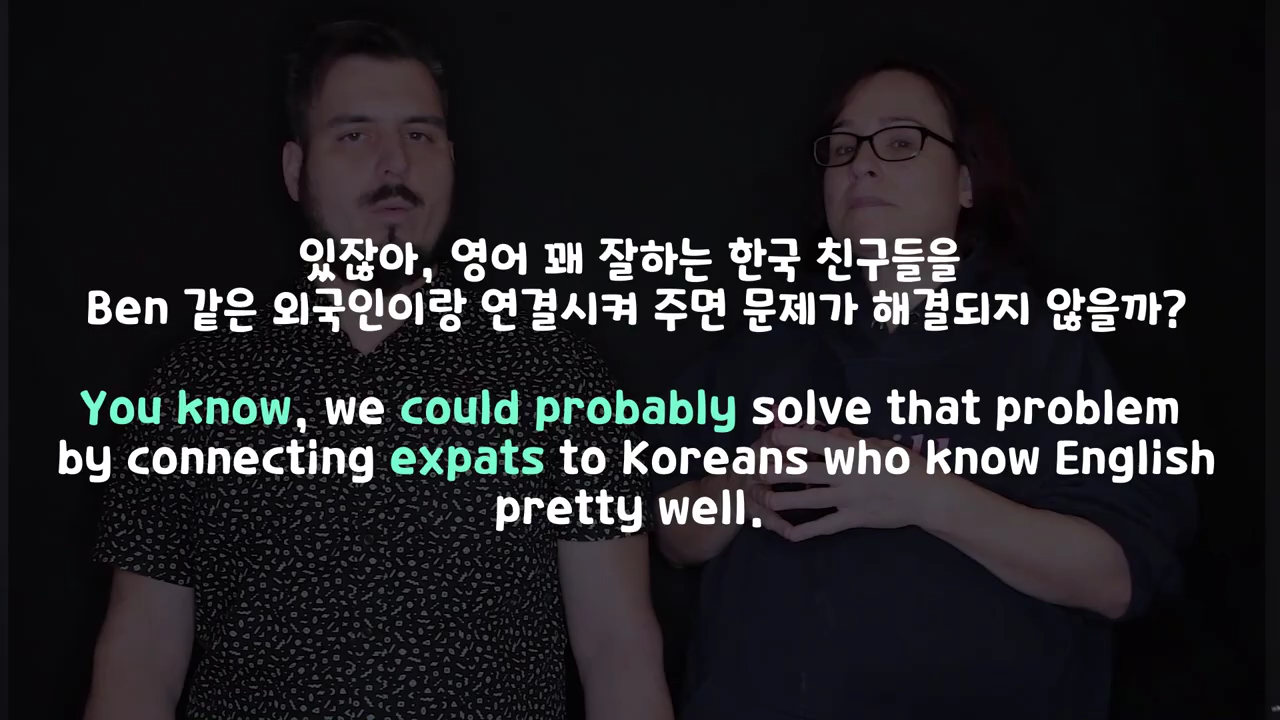 있잖아, 영어 꽤 잘하는 한국 친구들을
Ben 같은 외국인이랑 연결시켜 주면 문제가 해결되지 않을까?
You know, we could probably solve that problem
by connecting expats to Koreans who know English
pretty well.